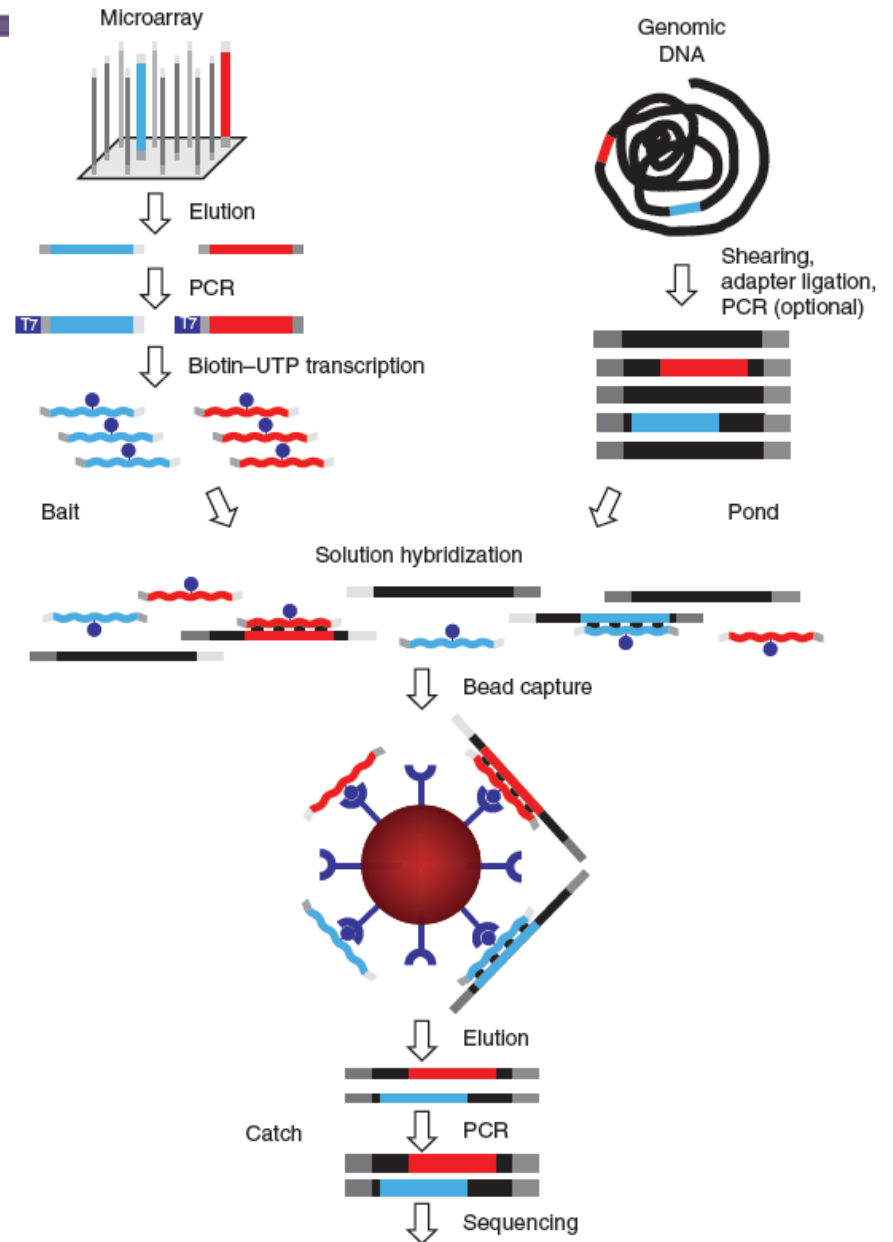 Microarray
Genomic
DNA
Elution
Shearing,
adapter ligation,
PCR (optional)
PCR
T7
T7
Biotin–UTP transcription
Bait
Pond
Solution hybridization
Bead capture
Elution
Catch
PCR
Sequencing